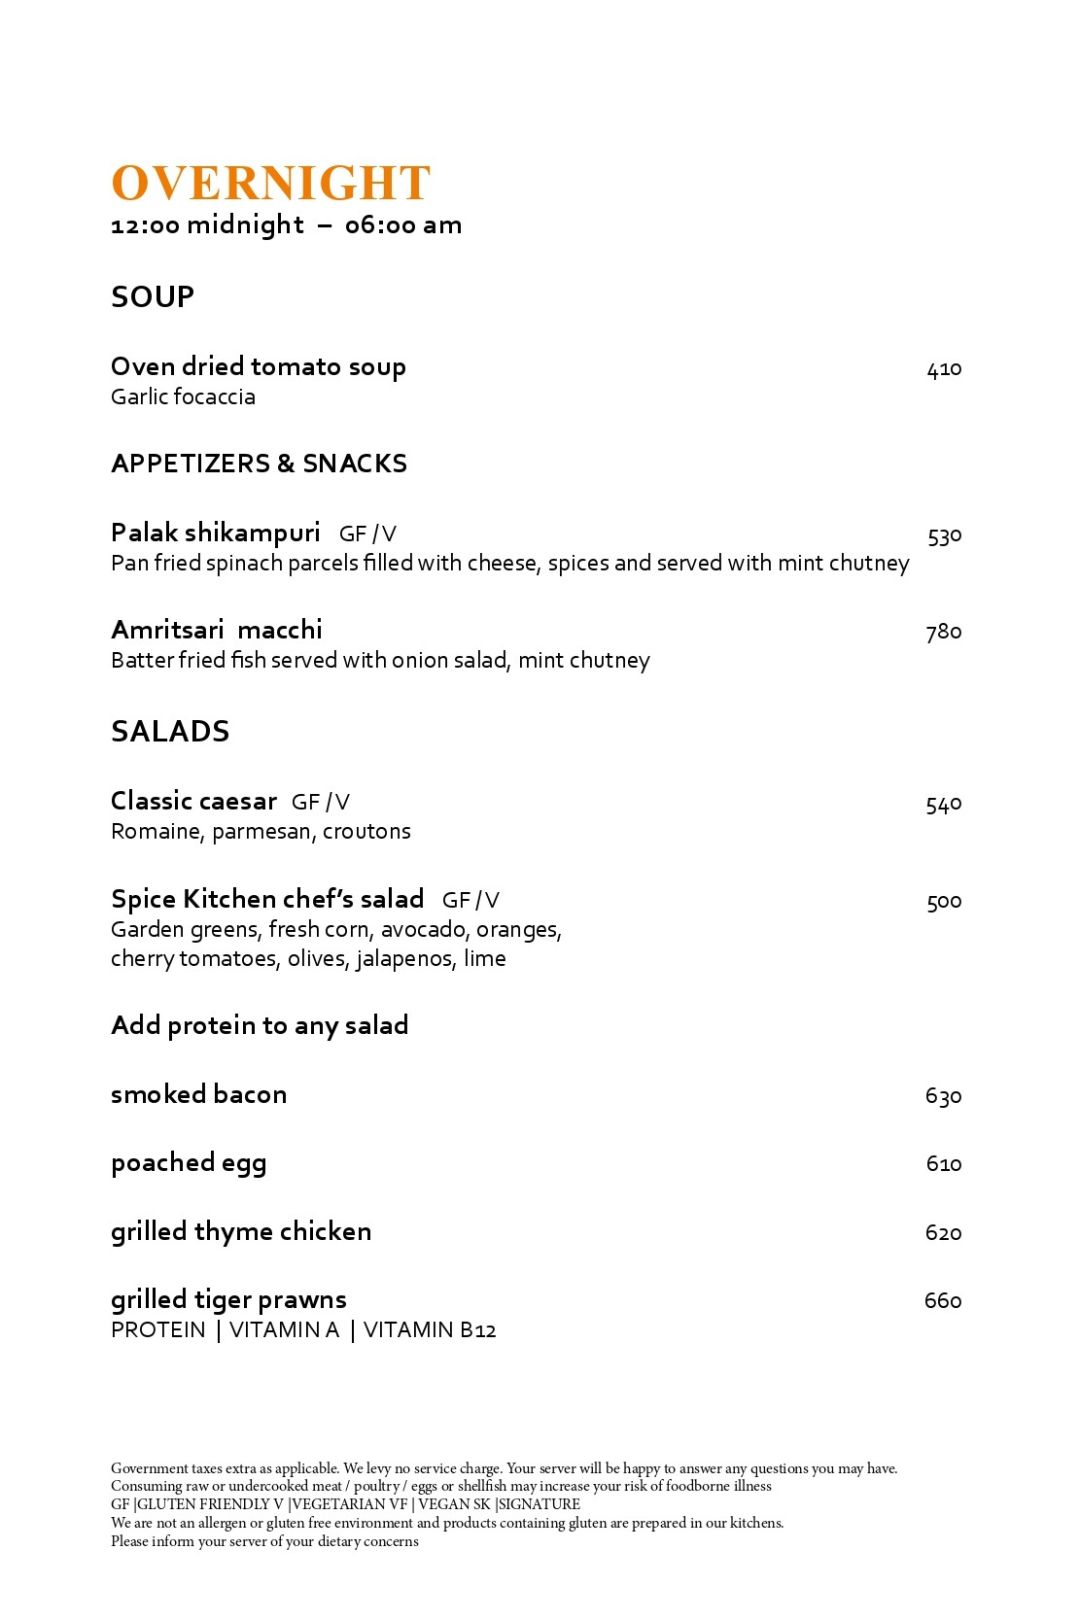 OVERNIGHT
12:00 midnight – 06:00 am
SOUP
Oven dried tomato soup 410
Garlic focaccia
APPETIZERS & SNACKS
Palak shikampuri GF / V 530
Pan fried spinach parcels filled with cheese, spices and served with mint chutney
Amritsari macchi 780
Batter fried fish served with onion salad, mint chutney
SALADS
Classic caesar GF / V 540
Romaine, parmesan, croutons
Spice Kitchen chef’s salad GF / V 500
Garden greens, fresh corn, avocado, oranges,
cherry tomatoes, olives, jalapenos, lime
Add protein to any salad
smoked bacon 630
poached egg 610
grilled thyme chicken 620
grilled tiger prawns 660
PROTEIN | VITAMIN A | VITAMIN B12
Government taxes extra as applicable. We levy no service charge. Your server will be happy to answer any questions you may have.
Consuming raw or undercooked meat / poultry / eggs or shellfish may increase your risk of foodborne illness
GF |GLUTEN FRIENDLY V |VEGETARIAN VF | VEGAN SK |SIGNATURE
We are not an allergen or gluten free environment and products containing gluten are prepared in our kitchens.
Please inform your server of your dietary concerns